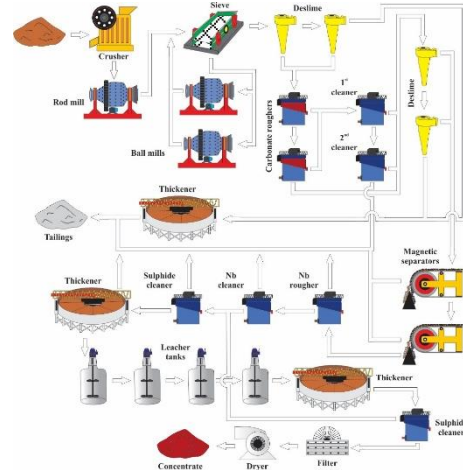 Sieve
Deslime
Crusher
1st
cleaner
Deslime
Rod mill
Carbonate roughers
2nd
cleaner
Ball mills
Thickener
Tailings
Magnetic
separators
Thickener
Sulphide
cleaner
Nb
cleaner
Nb
rougher
Leacher
tanks
Thickener
Sulphide
cleaner
Concentrate
Dryer
Filter